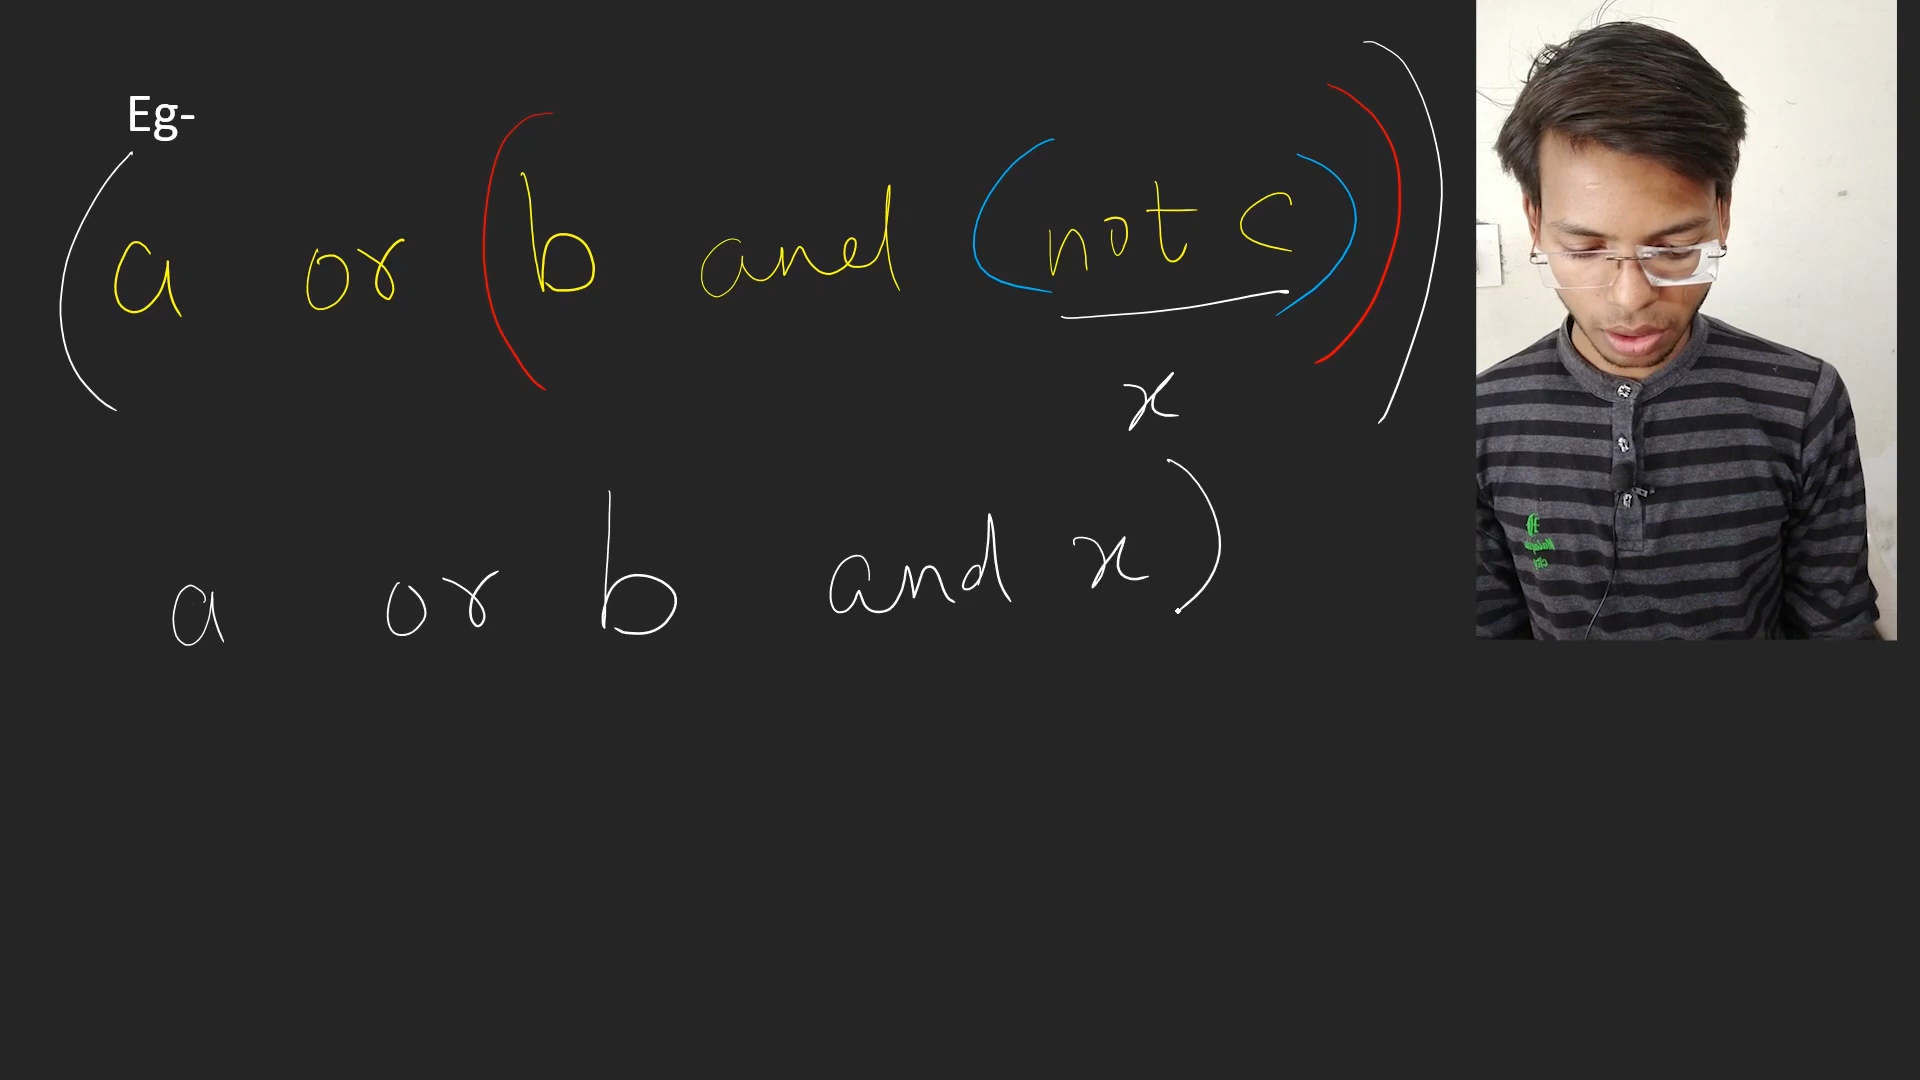 Eg-
(a or (b and (not c)))
x
a or b and x)